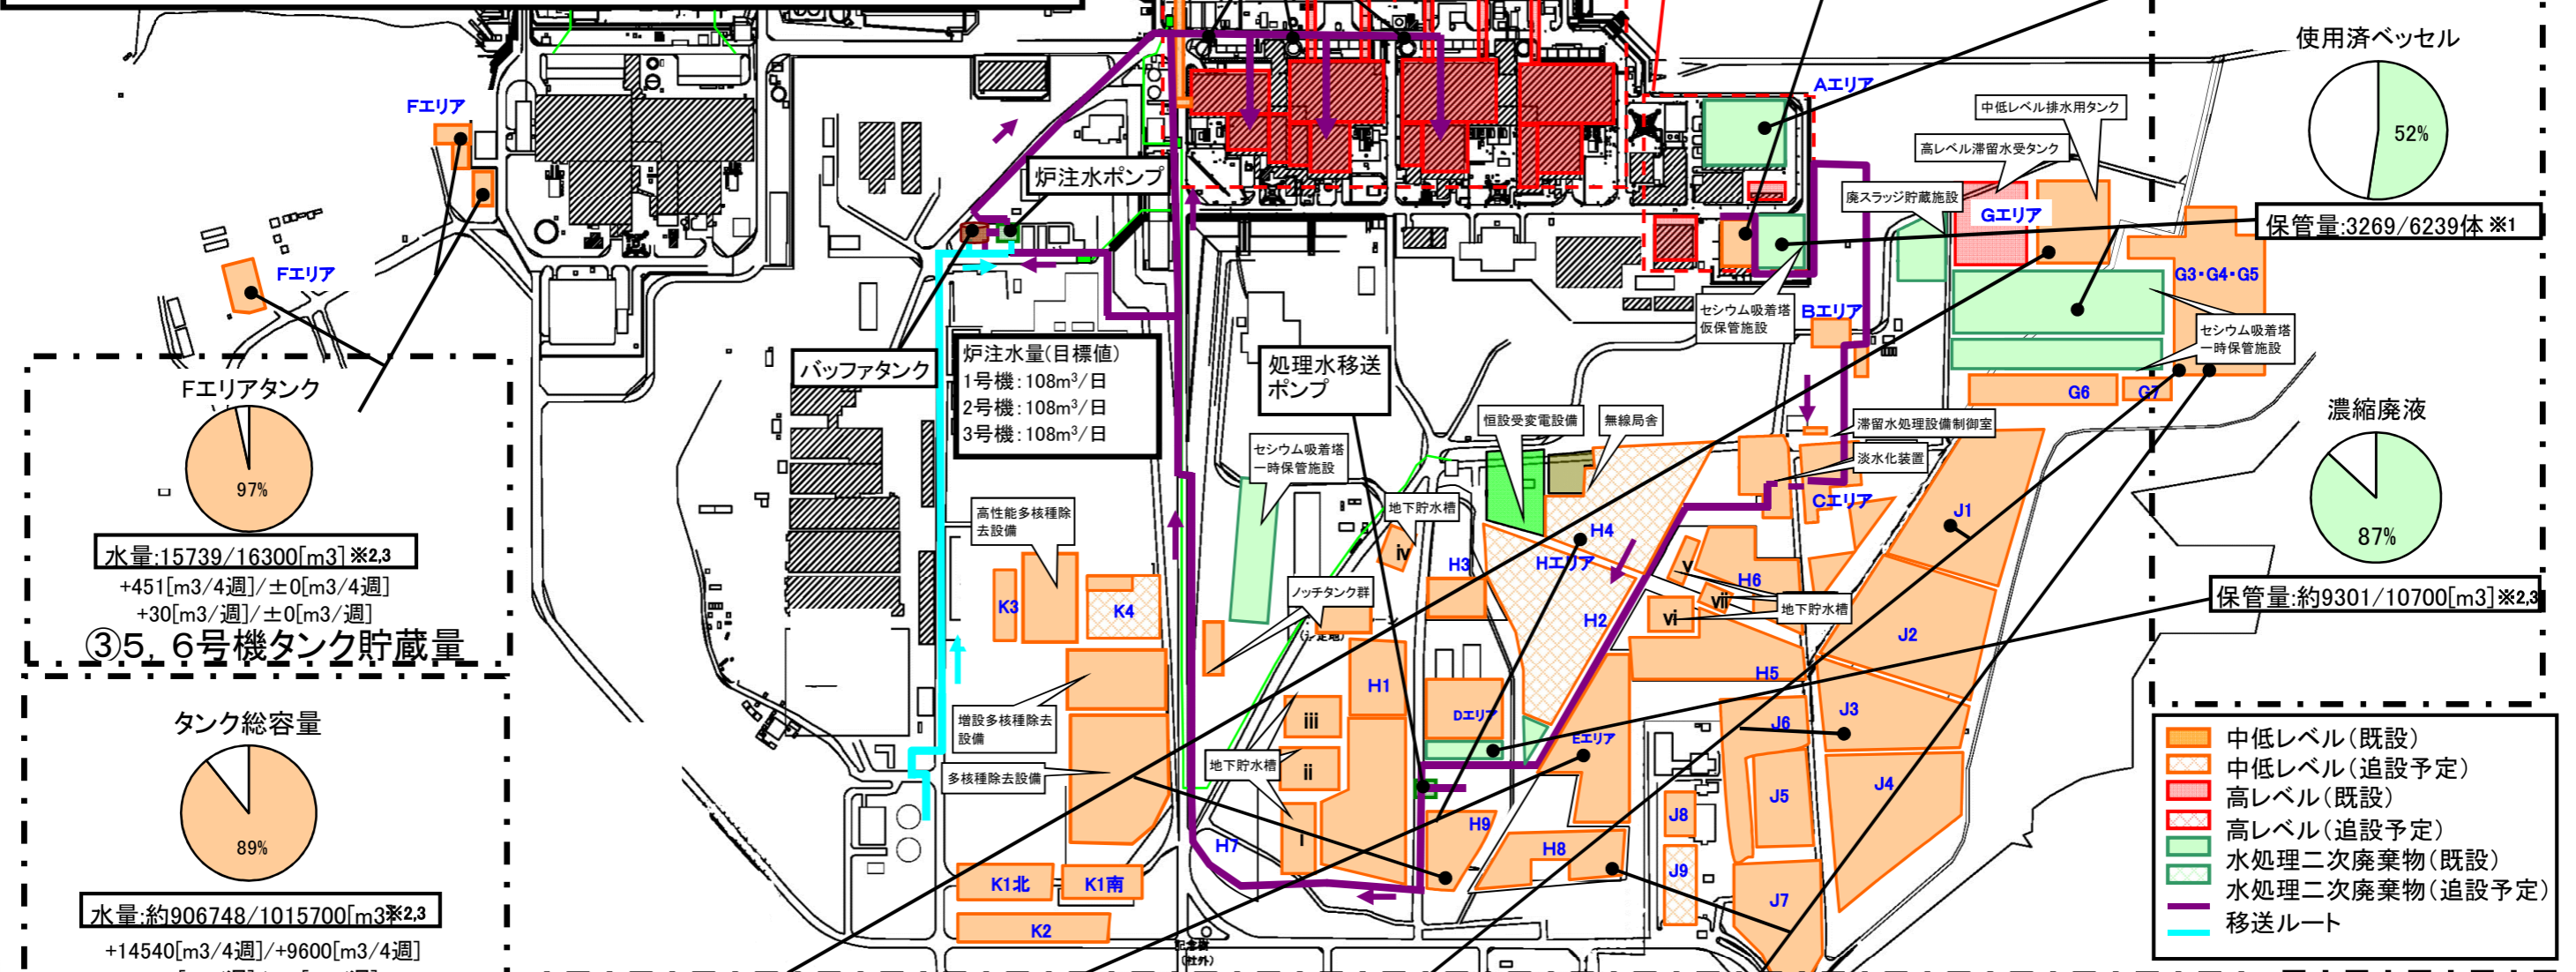 使用済ベッセル
52%
保管量:3269/6239体 ※1
Aエリア
中低レベル排水用タンク
高レベル滞留水受タンク
廃スラッジ貯蔵施設
Gエリア
G3・G4・G5
Fエリア
Fエリア
炉注水ポンプ
セシウム吸着塔
仮保管施設
Bエリア
セシウム吸着塔
一時保管施設
G6
G7
バッファタンク
炉注水量(目標値)
1号機:108m³/日
2号機:108m³/日
3号機:108m³/日
処理水移送
ポンプ
Fエリアタンク
97%
水量:15739/16300[m3]※2,3
+451[m3/4週]/±0[m3/4週]
+30[m3/週]/±0[m3/週]
③5, 6号機タンク貯蔵量
濃縮廃液
87%
保管量:約9301/10700[m3]※2,3
恒設受変電設備
無線局舎
滞留水処理設備制御室
淡水化装置
Cエリア
セシウム吸着塔
一時保管施設
高性能多核種除
去設備
地下貯水槽
iv
H3
H4
Hエリア
H2
v
H6
vii
vi
地下貯水槽
J1
J2
K3
K4
ノッチタンク群
H1
H5
J3
J6
増設多核種除去
設備
多核種除去設備
iii
地下貯水槽
ii
i
Dエリア
Eエリア
J4
J5
J8
J9
J7
H7
H9
H8
K1北
K1南
K2
記念樹
(社外)
タンク総容量
89%
水量:約906748/1015700[m3※2,3
+14540[m3/4週]/+9600[m3/4週]
中低レベル(既設)
中低レベル(追設予定)
高レベル(既設)
高レベル(追設予定)
水処理二次廃棄物(既設)
水処理二次廃棄物(追設予定)
移送ルート